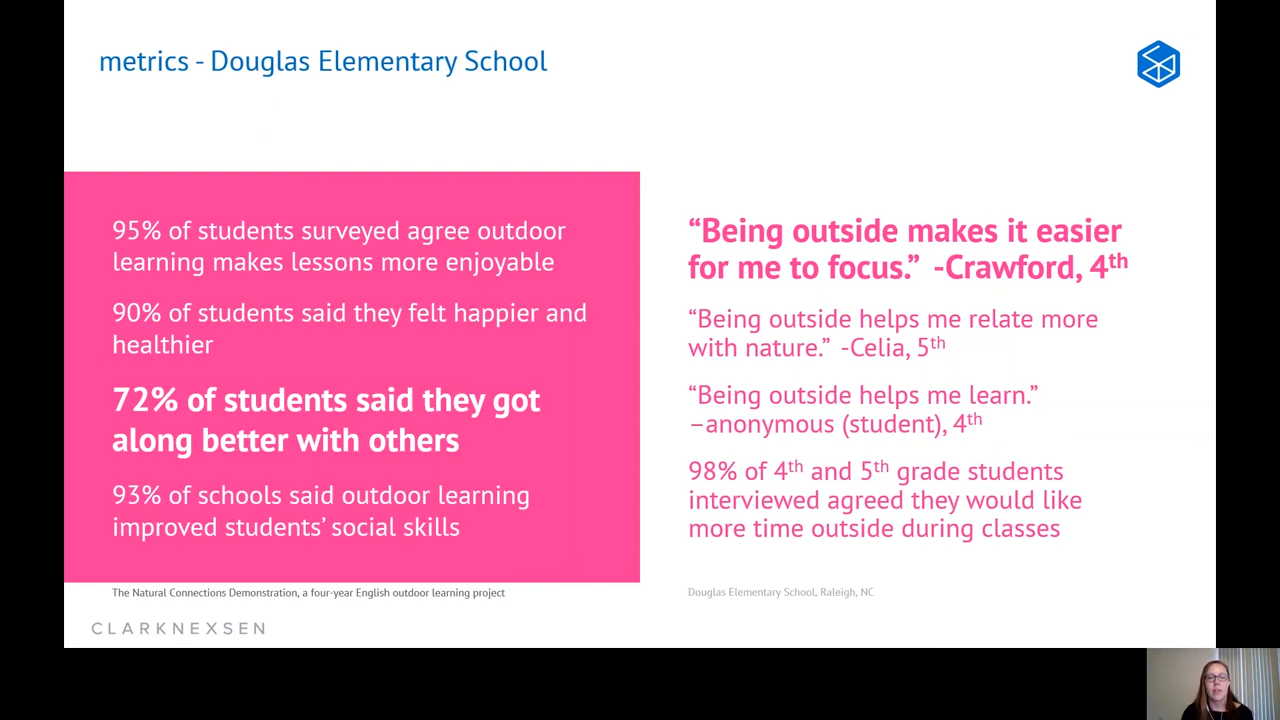 metrics - Douglas Elementary School
95% of students surveyed agree outdoor
learning makes lessons more enjoyable
90% of students said they felt happier and
healthier
72% of students said they got
along better with others
93% of schools said outdoor learning
improved students’ social skills
The Natural Connections Demonstration, a four-year English outdoor learning project
CLARKNEXSEN
“Being outside makes it easier
for me to focus.” -Crawford, 4th
“Being outside helps me relate more
with nature.” -Celia, 5th
“Being outside helps me learn.”
–anonymous (student), 4th
98% of 4th and 5th grade students
interviewed agreed they would like
more time outside during classes
Douglas Elementary School, Raleigh, NC